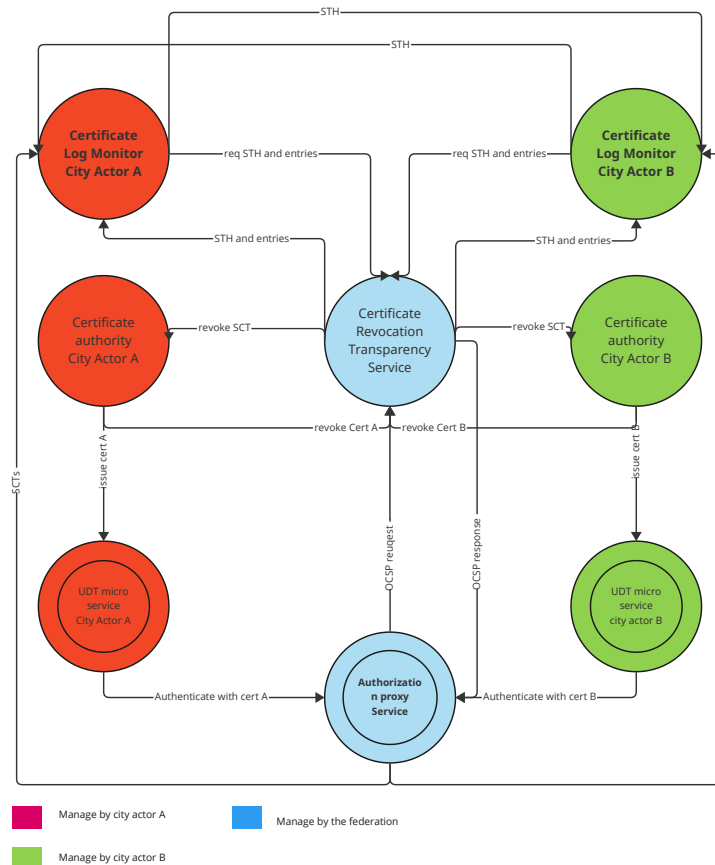 STH
STH
Certificate
Log Monitor
City Actor A
Certificate
Log Monitor
City Actor B
req STH and entries
req STH and entries
STH and entries
STH and entries
Certificate
authority
City Actor A
Certificate
Revocation
Transparency
Service
Certificate
authority
City Actor B
revoke SCT
revoke SCT
revoke Cert A
revoke Cert B
issue cert A
issue cert B
SCTs
OCSP reuqest
OCSP response
UDT micro
service
City Actor A
UDT micro
service
city actor B
Authorizatio
n proxy
Service
Authenticate with cert A
Authenticate with cert B
Manage by city actor A
Manage by the federation
Manage by city actor B